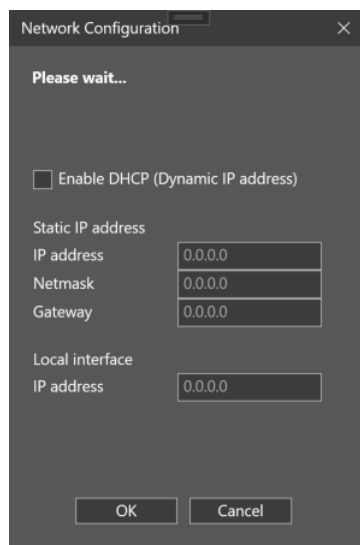 Network Configuration
Please wait...
Enable DHCP (Dynamic IP address)
Static IP address
IP address 0.0.0.0
Netmask 0.0.0.0
Gateway 0.0.0.0
Local interface
IP address 0.0.0.0
OK Cancel